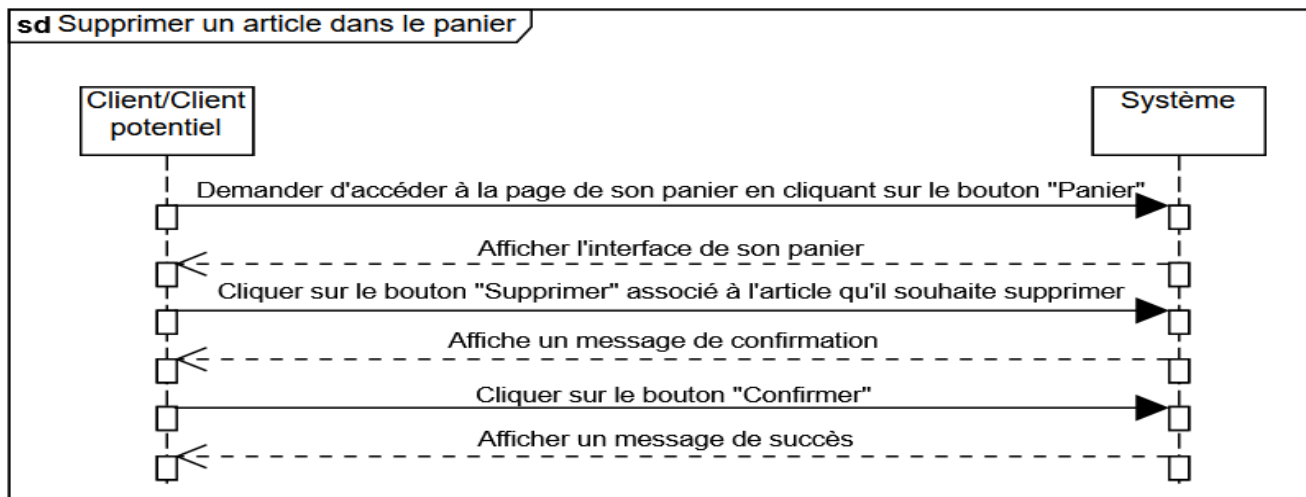 sd Supprimer un article dans le panier
Client/Client
potentiel
Système
Demander d'accéder à la page de son panier en cliquant sur le bouton "Panier"
Afficher l'interface de son panier
Cliquer sur le bouton "Supprimer" associé à l'article qu'il souhaite supprimer
Affiche un message de confirmation
Cliquer sur le bouton "Confirmer"
Afficher un message de succès